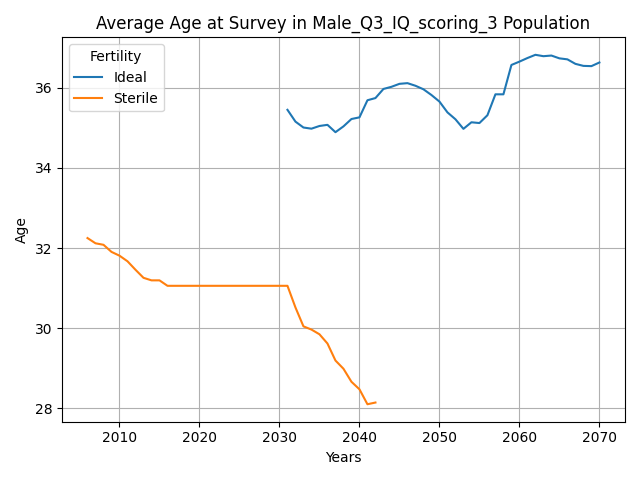 Average Age at Survey in Male_Q3_IQ_scoring_3 Population
Fertility
Ideal
Sterile
Age
36
34
32
30
28
2010 2020 2030 2040 2050 2060 2070
Years